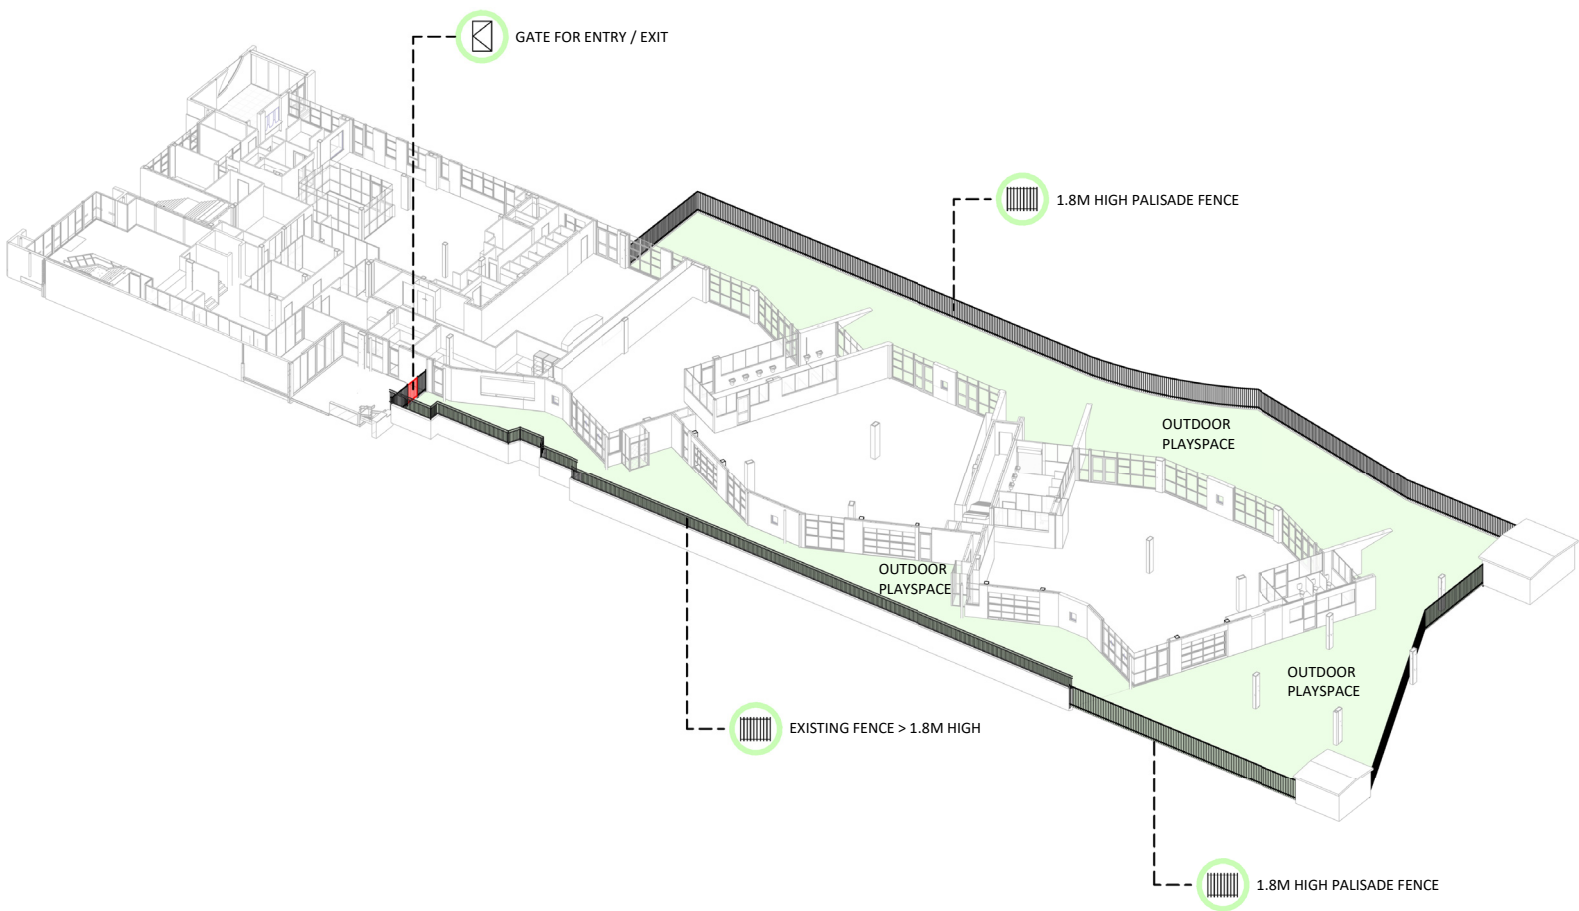 GATE FOR ENTRY / EXIT
1.8M HIGH PALISADE FENCE
OUTDOOR
PLAYSPACE
OUTDOOR
PLAYSPACE
OUTDOOR
PLAYSPACE
EXISTING FENCE > 1.8M HIGH
1.8M HIGH PALISADE FENCE